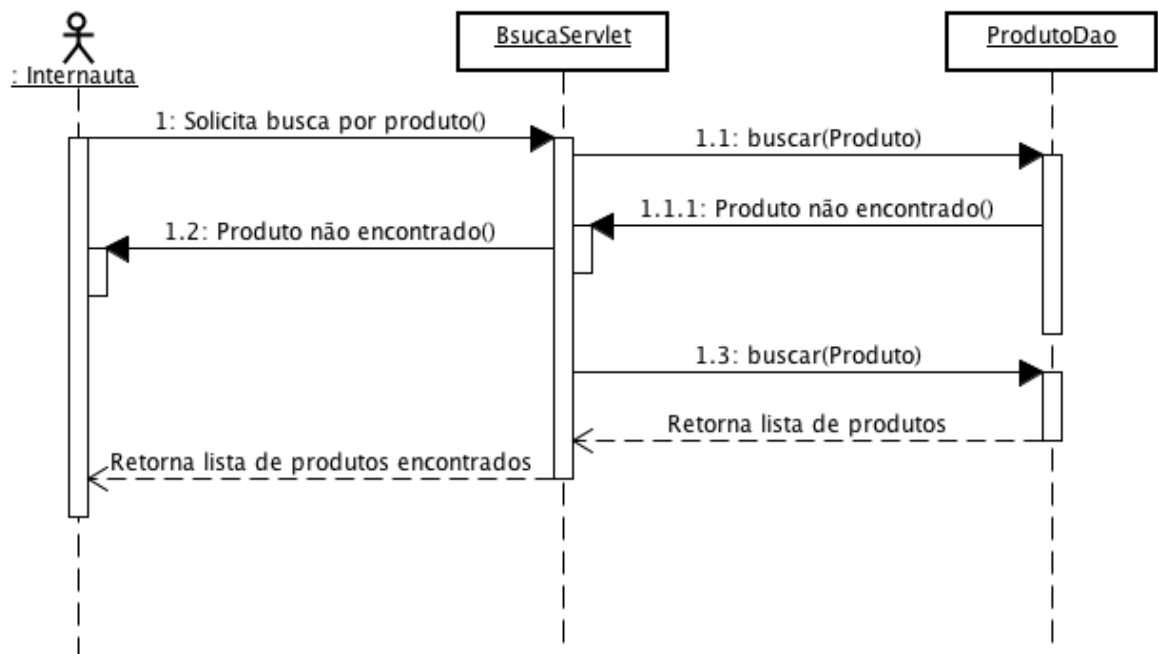 : Internauta
BsucaServlet
ProdutoDao
1: Solicita busca por produto()
1.1: buscar(Produto)
1.1.1: Produto não encontrado()
1.2: Produto não encontrado()
1.3: buscar(Produto)
Retorna lista de produtos
Retorna lista de produtos encontrados